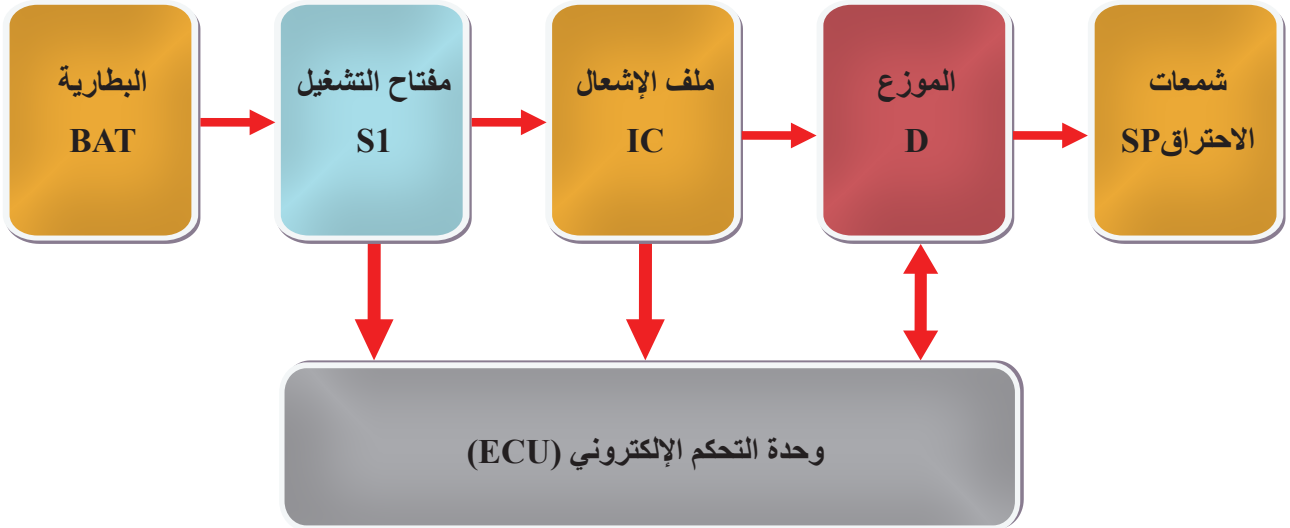 البطارية
BAT
مفتاح التشغيل
S1
ملف الإشعال
IC
الموزع
D
شمعات
الاحتراقSP
وحدة التحكم الإلكتروني (ECU)